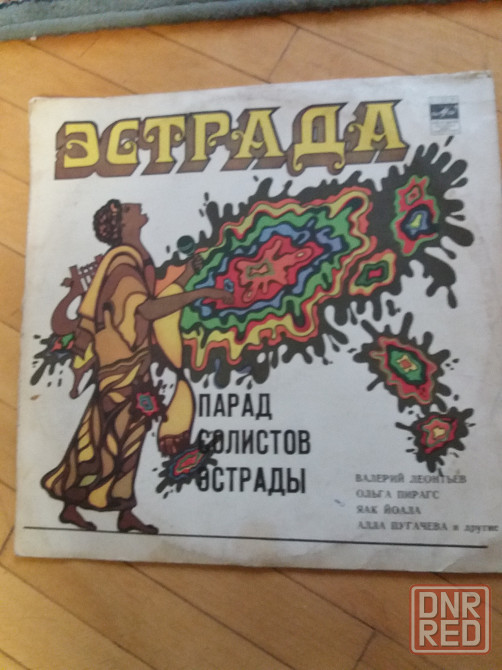 ЭСТРАДА
ПАРАД
СОЛИСТОВ
ЭСТРАДЫ
ВАЛЕРИЙ ЛЕОНТЬЕВ
ОЛЬГА ПИРАГС
ЯАК ЙОАЛА
АЛЛА ПУГАЧЕВА и другие
DNR
RED